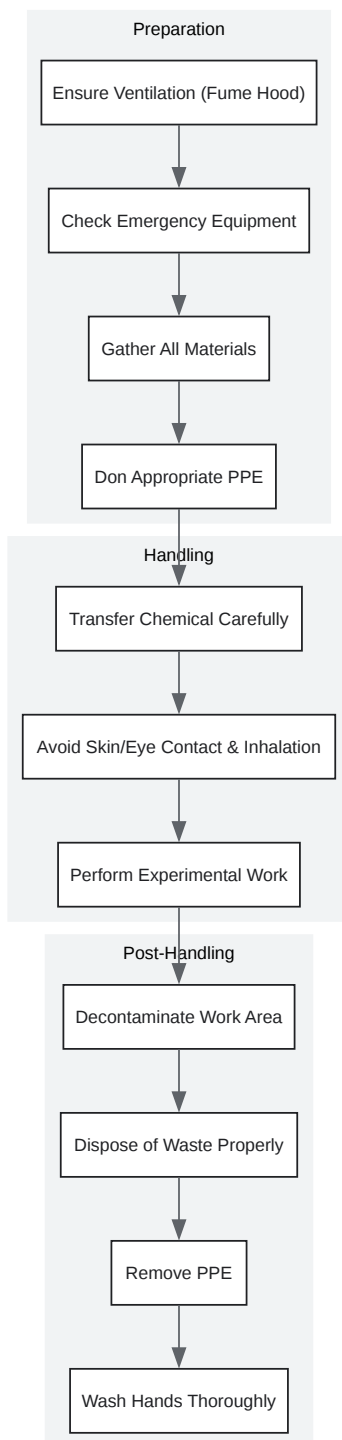 Preparation
Ensure Ventilation (Fume Hood)
Check Emergency Equipment
Gather All Materials
Don Appropriate PPE
Handling
Transfer Chemical Carefully
Avoid Skin/Eye Contact & Inhalation
Perform Experimental Work
Post-Handling
Decontaminate Work Area
Dispose of Waste Properly
Remove PPE
Wash Hands Thoroughly